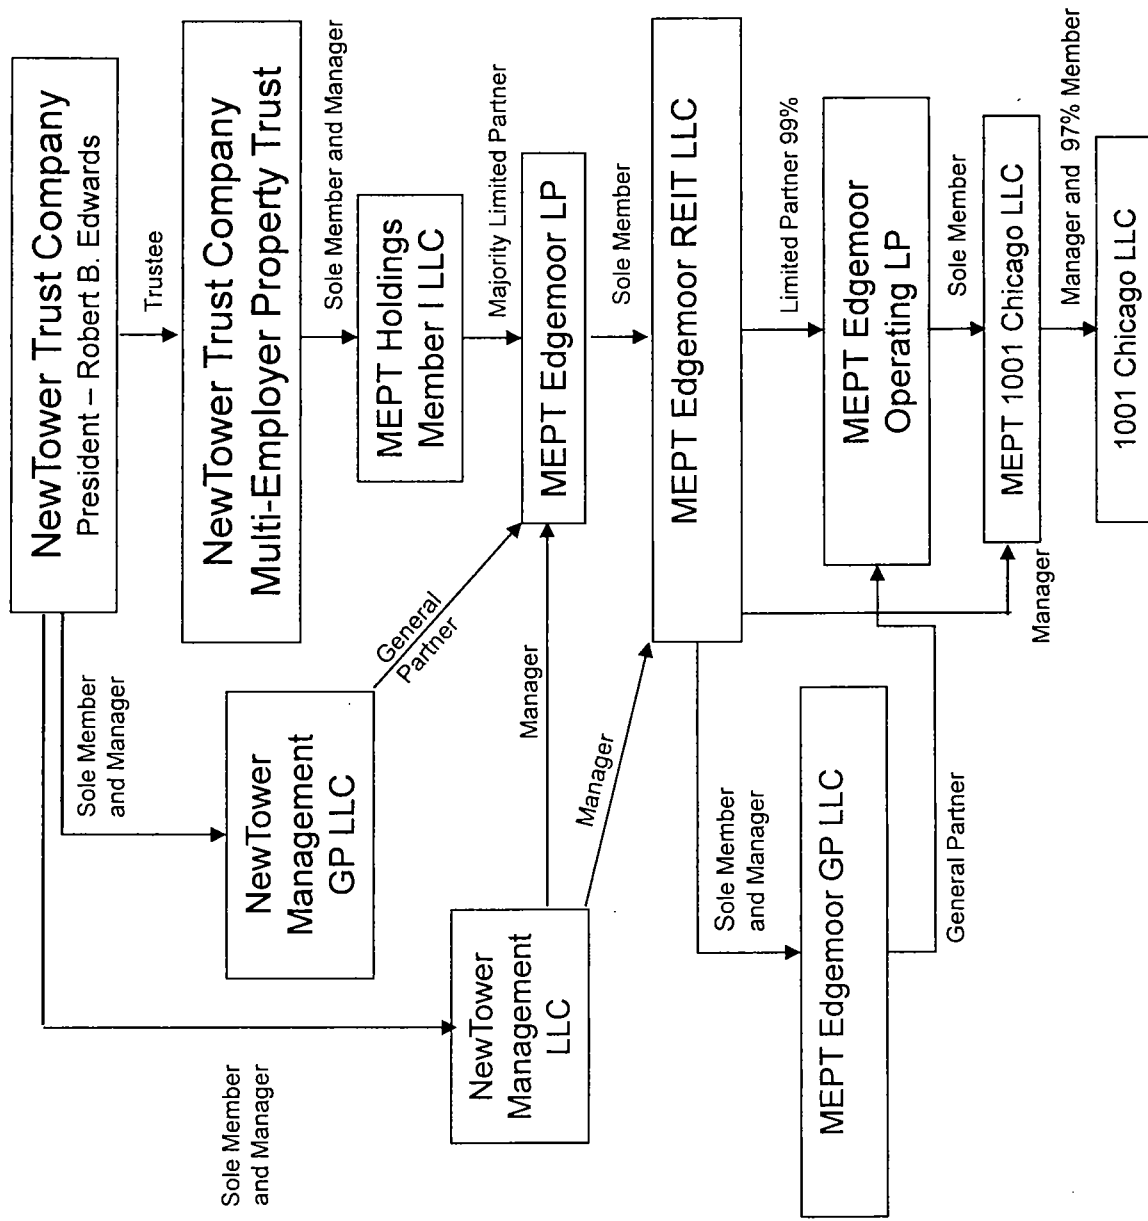 NewTower Trust Company
President – Robert B. Edwards
Trustee
Sole Member
and Manager
Sole Member
and Manager
NewTower Trust Company
Multi-Employer Property Trust
Sole Member and Manager
NewTower
Management
GP LLC
MEPT Holdings
Member I LLC
General
Partner
Majority Limited Partner
NewTower
Management
LLC
Manager
MEPT Edgemoor LP
Manager
Sole Member
MEPT Edgemoor REIT LLC
Sole Member
and Manager
Limited Partner 99%
MEPT Edgemoor GP LLC
MEPT Edgemoor
Operating LP
General Partner
Sole Member
Manager
MEPT 1001 Chicago LLC
Manager and 97% Member
1001 Chicago LLC